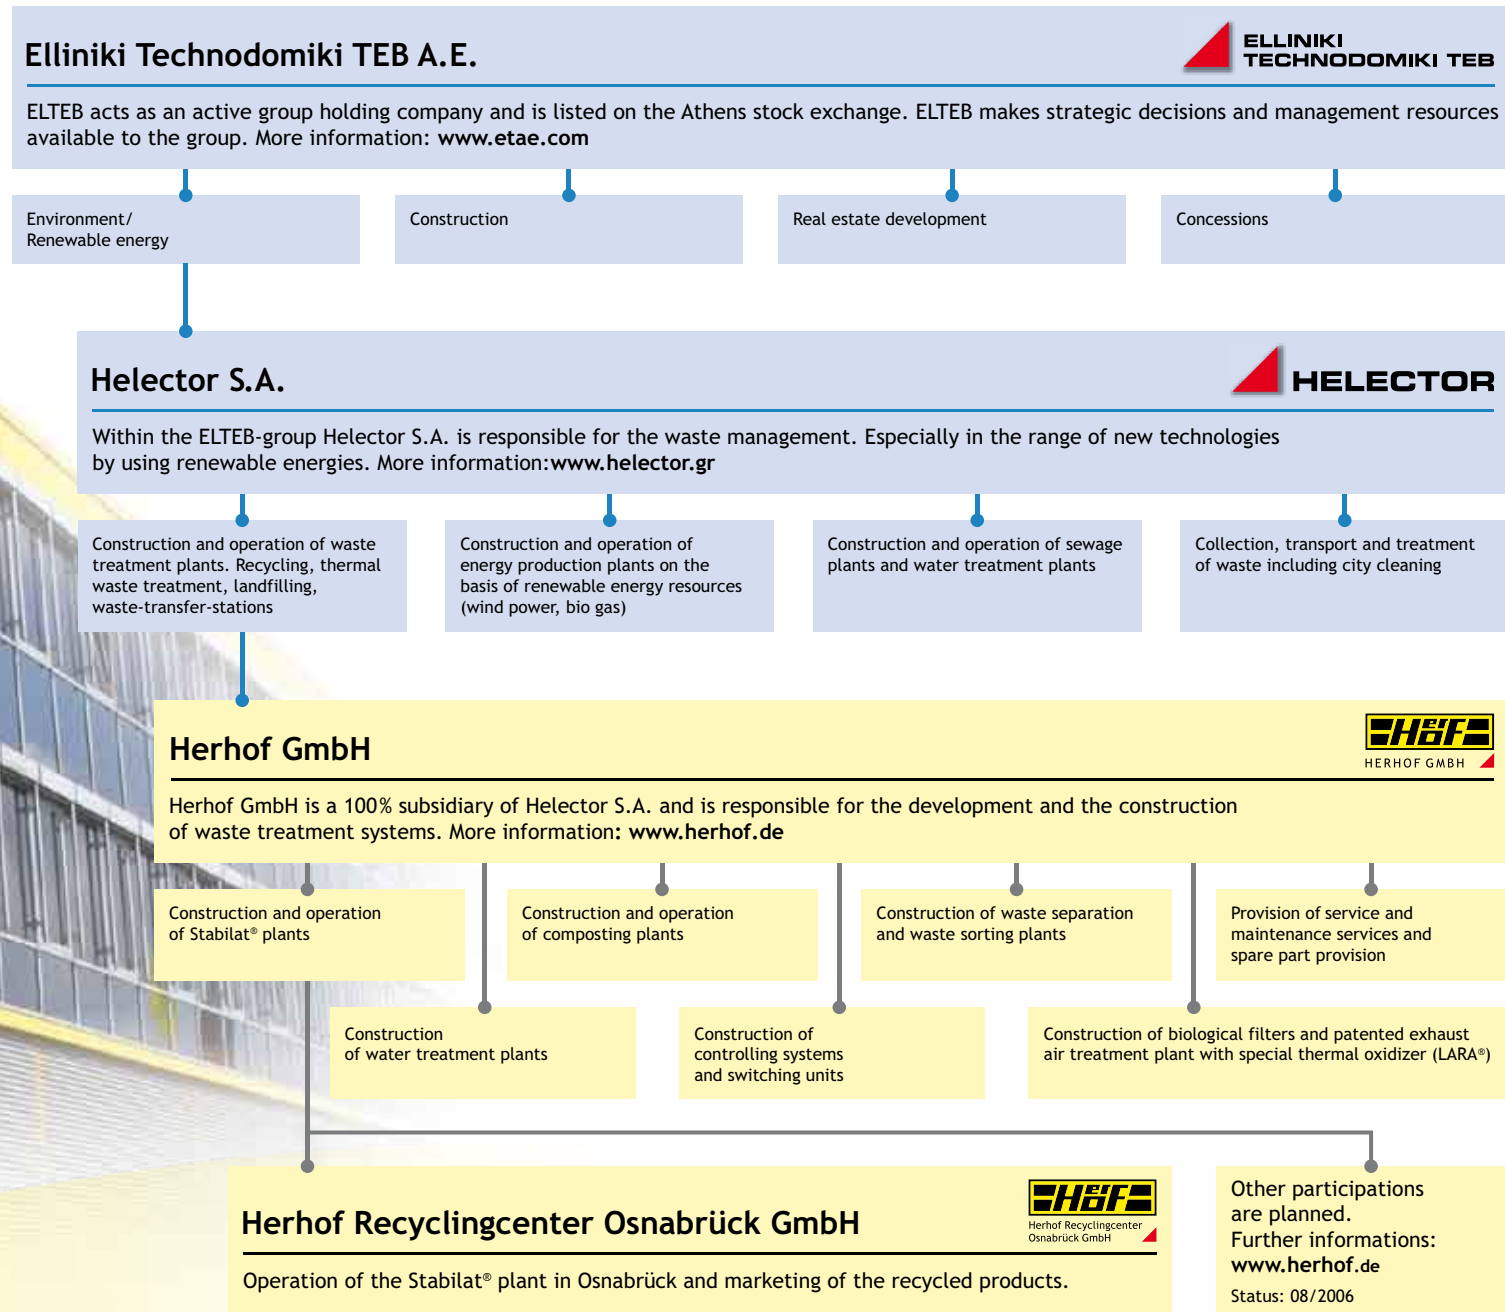 Elliniki Technodomiki TEB A.E.
ELLINIKI
TECHNODOMIKI TEB
ELTEB acts as an active group holding company and is listed on the Athens stock exchange. ELTEB makes strategic decisions and management resources
available to the group. More information: www.etae.com
Environment/
Renewable energy
Construction
Real estate development
Concessions
Helector S.A.
HELECTOR
Within the ELTEB-group Helector S.A. is responsible for the waste management. Especially in the range of new technologies
by using renewable energies. More information:www.helector.gr
Construction and operation of waste
treatment plants. Recycling, thermal
waste treatment, landfilling,
waste-transfer-stations
Construction and operation of
energy production plants on the
basis of renewable energy resources
(wind power, bio gas)
Construction and operation of sewage
plants and water treatment plants
Collection, transport and treatment
of waste including city cleaning
Herhof GmbH
HerHoF
HERHOF GMBH
Herhof GmbH is a 100% subsidiary of Helector S.A. and is responsible for the development and the construction
of waste treatment systems. More information: www.herhof.de
Construction and operation
of Stabilat® plants
Construction and operation
of composting plants
Construction of waste separation
and waste sorting plants
Provision of service and
maintenance services and
spare part provision
Construction
of water treatment plants
Construction of
controlling systems
and switching units
Construction of biological filters and patented exhaust
air treatment plant with special thermal oxidizer (LARA®)
Herhof Recyclingcenter Osnabrück GmbH
HerHoF
Herhof Recyclingcenter
Osnabrück GmbH
Operation of the Stabilat® plant in Osnabrück and marketing of the recycled products.
Other participations
are planned.
Further informations:
www.herhof.de
Status: 08/2006